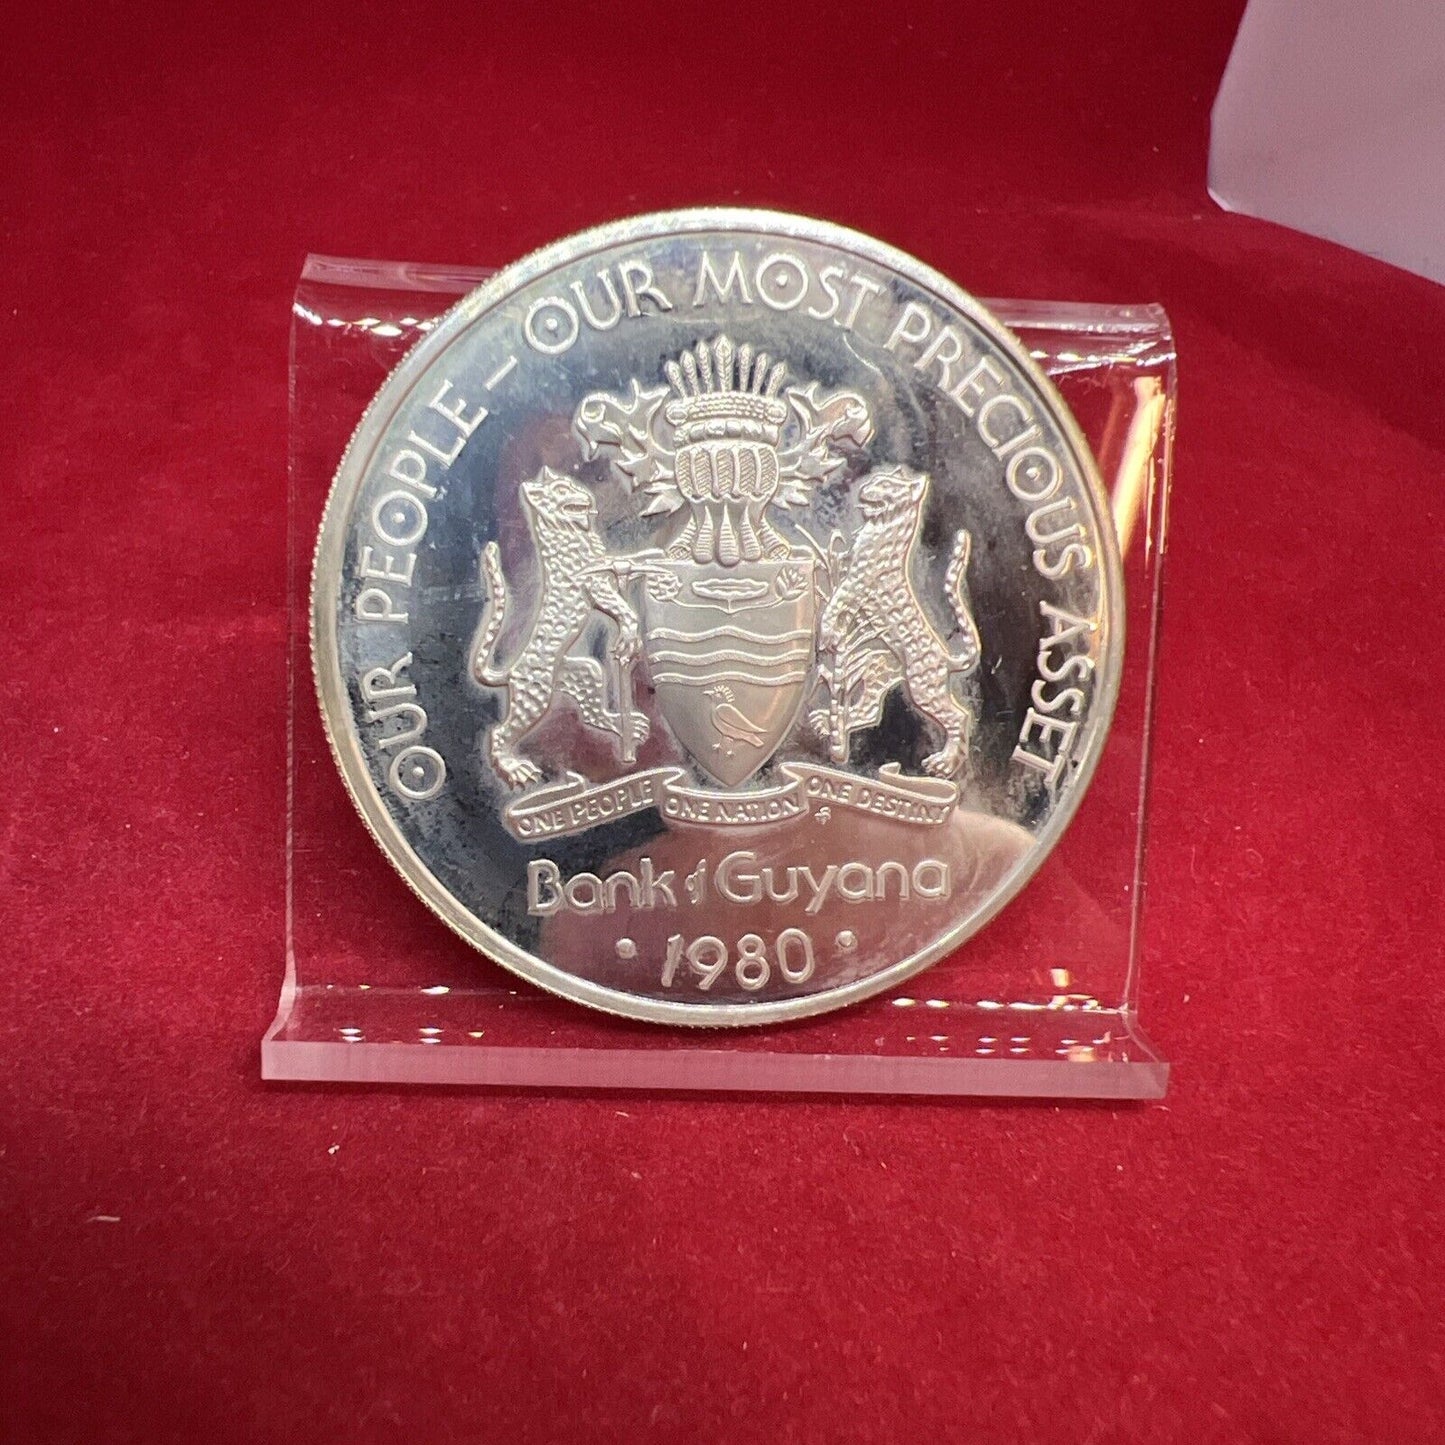 OUR PEOPLE – OUR MOST PRECIOUS ASSET
ONE PEOPLE ONE NATION ONE DESTINY
Bank of Guyana
• 1980 •